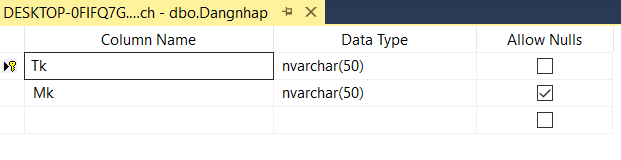 DESKTOP-0FIFQ7G....ch - dbo.Dangnhap
Column Name Data Type Allow Nulls
Tk nvarchar(50)
Mk nvarchar(50)